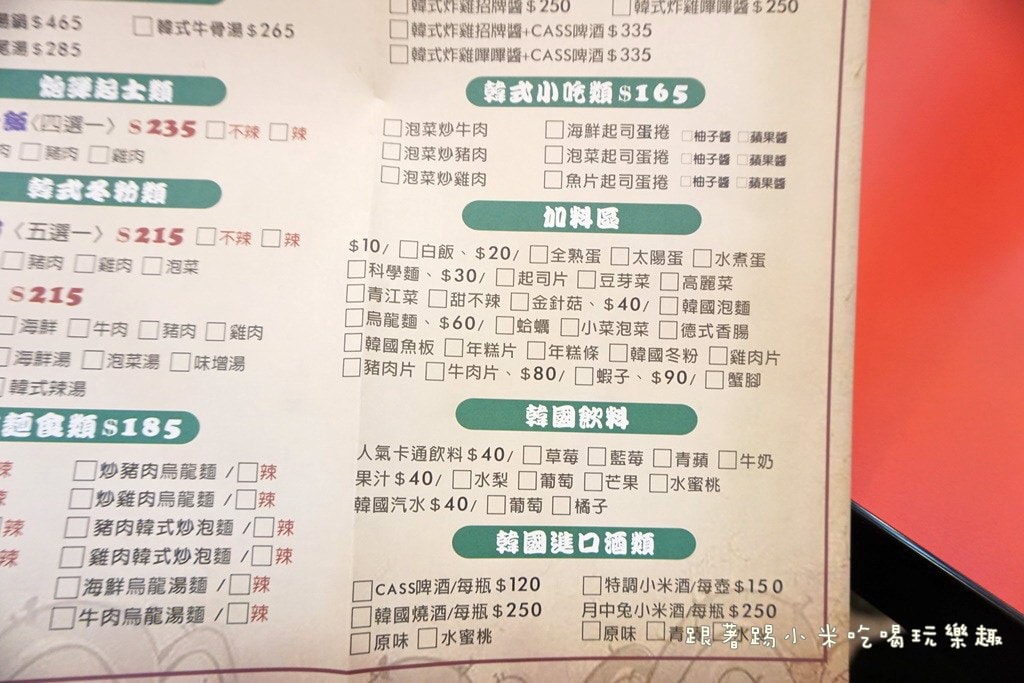 鍋$465 □韓式牛骨湯$265
尾湯$285
起士類
飯〈四選一〉$235 □不辣 □辣
肉 □豬肉 □雞肉
韓式冬粉類
〈五選一〉$215 □不辣 □辣
□豬肉 □雞肉 □泡菜
$215
□海鮮 □牛肉 □豬肉 □雞肉
□海鮮湯 □泡菜湯 □味增湯
□韓式辣湯
麵食類$185
辣 □炒豬肉烏龍麵/□辣
辣 □炒雞肉烏龍麵/□辣
□辣 □豬肉韓式炒泡麵/□辣
辣 □雞肉韓式炒泡麵/□辣
□海鮮烏龍湯麵/□辣
□牛肉烏龍湯麵/□辣
□韓式炸雞招牌醬$250 □韓式炸雞嗶嗶醬$250
□韓式炸雞招牌醬+CASS啤酒$335
□韓式炸雞嗶嗶醬+CASS啤酒$335
韓式小吃類$165
□泡菜炒牛肉 □海鮮起司蛋捲 □柚子醬 □蘋果醬
□泡菜炒豬肉 □泡菜起司蛋捲 □柚子醬 □蘋果醬
□泡菜炒雞肉 □魚片起司蛋捲 □柚子醬 □蘋果醬
加料區
$10/ □白飯、$20/ □全熟蛋 □太陽蛋 □水煮蛋
□科學麵、$30/ □起司片 □豆芽菜 □高麗菜
□青江菜 □甜不辣 □金針菇、$40/ □韓國泡麵
□烏龍麵、$60/ □蛤蠣 □小菜泡菜 □德式香腸
□韓國魚板 □年糕片 □年糕條 □韓國冬粉 □雞肉片
□豬肉片 □牛肉片、$80/ □蝦子、$90/ □蟹腳
韓國飲料
人氣卡通飲料$40/ □草莓 □藍莓 □青蘋 □牛奶
果汁$40/ □水梨 □葡萄 □芒果 □水蜜桃
韓國汽水$40/ □葡萄 □橘子
韓國進口酒類
□CASS啤酒/每瓶$120 □特調小米酒/每壺$150
□韓國燒酒/每瓶$250 月中兔小米酒/每瓶$250
□原味 □水蜜桃 □原味 □青
跟著踢小米吃喝玩樂趣